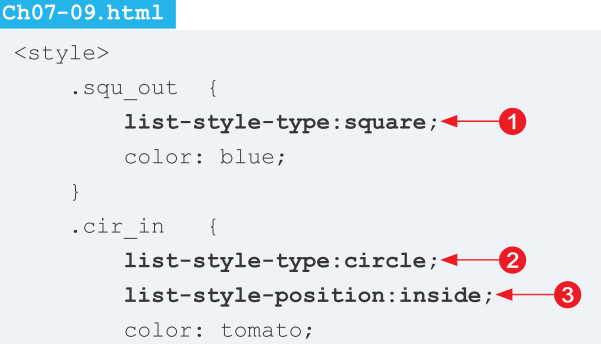 Ch07-09.html
<style>
.squ_out {
list-style-type:square; 1
color: blue;
}
.cir_in {
list-style-type:circle; 2
list-style-position:inside; 3
color: tomato;